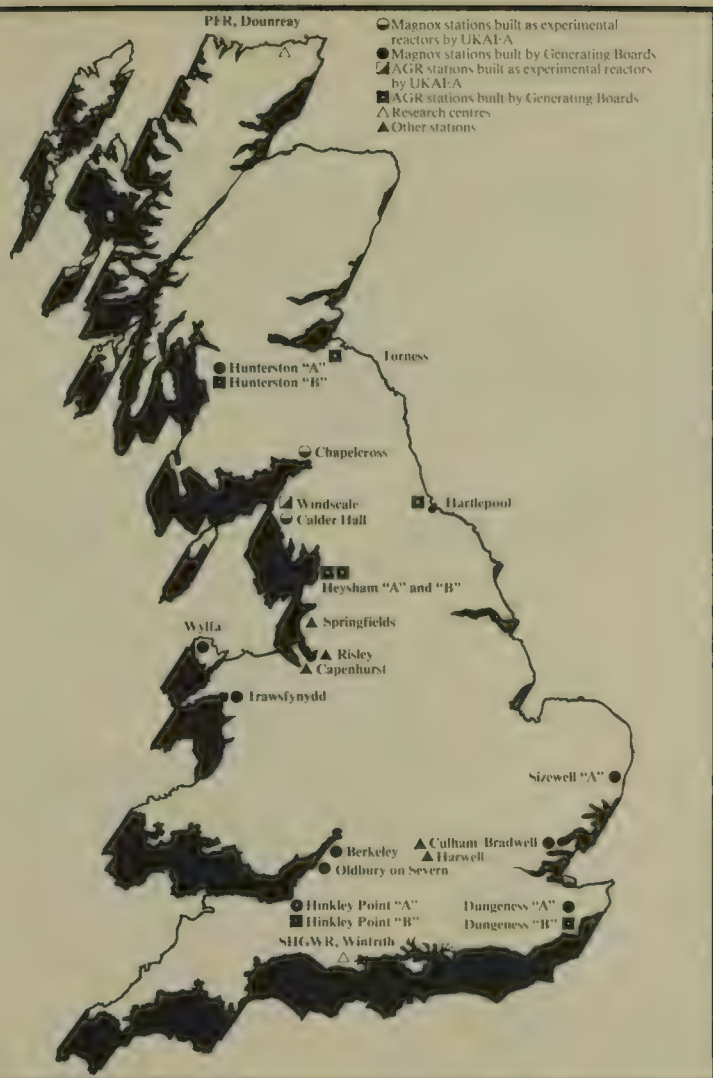 PFR, Dounreay
Magnox stations built as experimental
reactors by UKAEA
Magnox stations built by Generating Boards
AGR stations built as experimental reactors
by UKAEA
AGR stations built by Generating Boards
Research centres
Other stations
Torness
Hunterston "A"
Hunterston "B"
Chapelcross
Windscale
Hartlepool
Calder Hall
Heysham "A" and "B"
Springfields
Wylfa
Risley
Capenhurst
Trawsfynydd
Sizewell "A"
Culham Bradwell
Berkeley
Harwell
Oldbury on Severn
Hinkley Point "A"
Dungeness "A"
Hinkley Point "B"
Dungeness "B"
SHGWR, Winfrith